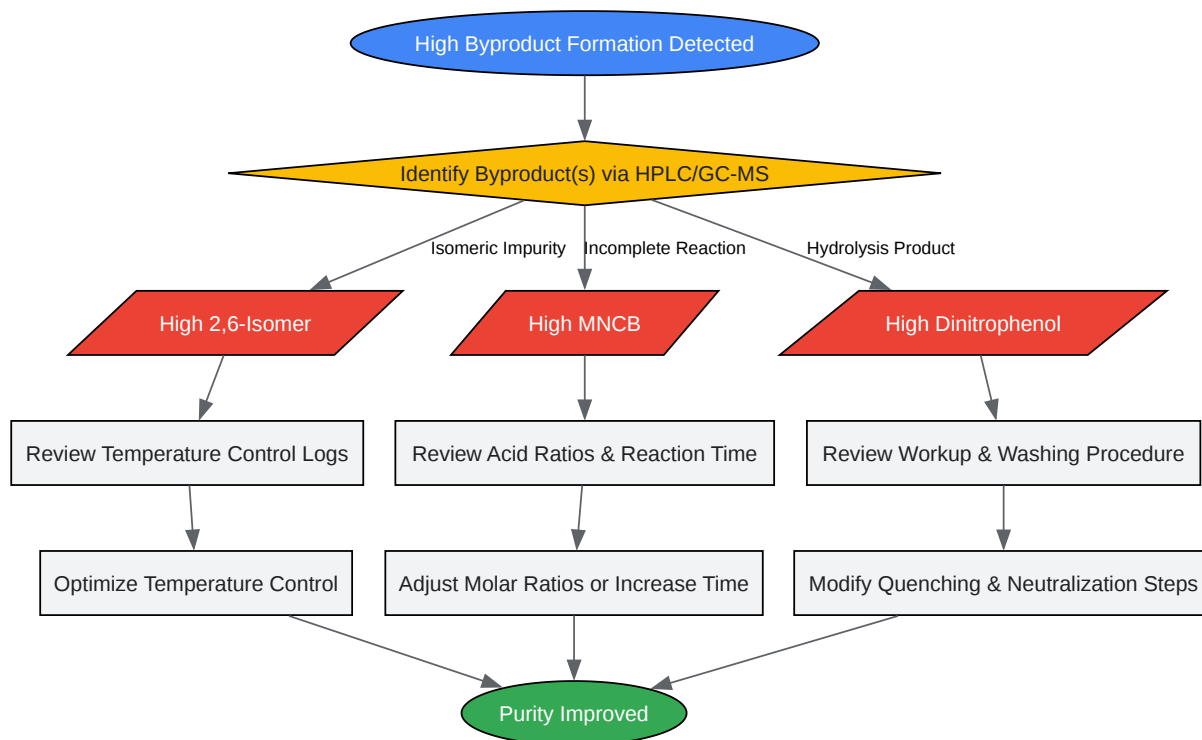 High Byproduct Formation Detected
Identify Byproduct(s) via HPLC/GC-MS
Isomeric Impurity
Incomplete Reaction
Hydrolysis Product
High 2,6-Isomer
High MNCB
High Dinitrophenol
Review Temperature Control Logs
Review Acid Ratios & Reaction Time
Review Workup & Washing Procedure
Optimize Temperature Control
Adjust Molar Ratios or Increase Time
Modify Quenching & Neutralization Steps
Purity Improved